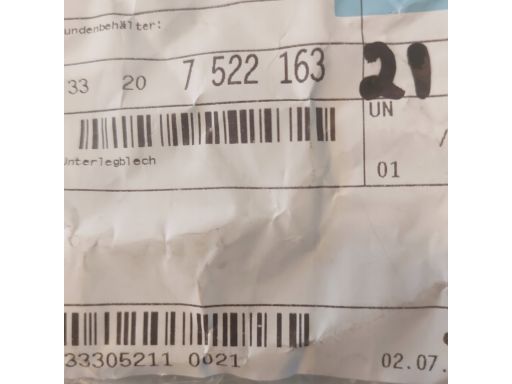 undenbehälter:
33 20 7 522 163 21
UN
Unterlegblech
01
33305211 0021 02.07.